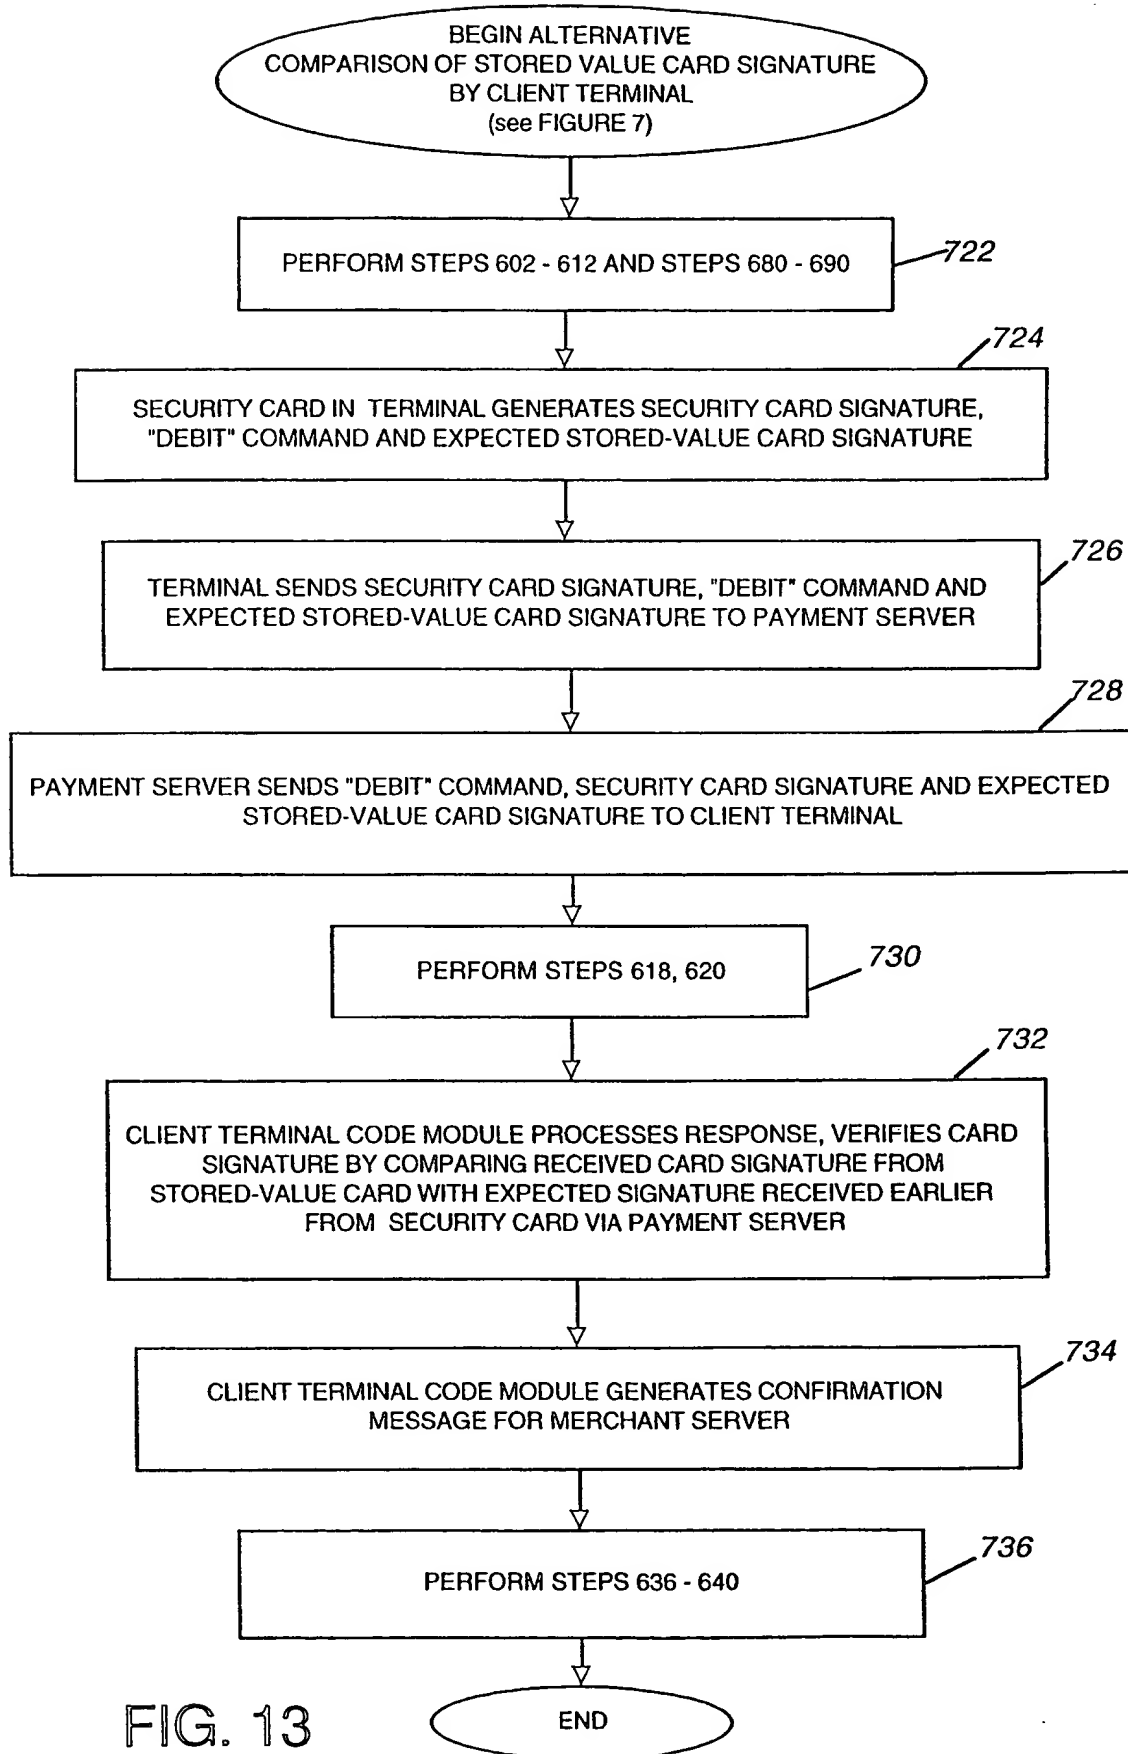 BEGIN ALTERNATIVE
COMPARISON OF STORED VALUE CARD SIGNATURE
BY CLIENT TERMINAL
(see FIGURE 7)
PERFORM STEPS 602 - 612 AND STEPS 680 - 690
722
724
SECURITY CARD IN TERMINAL GENERATES SECURITY CARD SIGNATURE,
"DEBIT" COMMAND AND EXPECTED STORED-VALUE CARD SIGNATURE
726
TERMINAL SENDS SECURITY CARD SIGNATURE, "DEBIT" COMMAND AND
EXPECTED STORED-VALUE CARD SIGNATURE TO PAYMENT SERVER
728
PAYMENT SERVER SENDS "DEBIT" COMMAND, SECURITY CARD SIGNATURE AND EXPECTED
STORED-VALUE CARD SIGNATURE TO CLIENT TERMINAL
730
PERFORM STEPS 618, 620
732
CLIENT TERMINAL CODE MODULE PROCESSES RESPONSE, VERIFIES CARD
SIGNATURE BY COMPARING RECEIVED CARD SIGNATURE FROM
STORED-VALUE CARD WITH EXPECTED SIGNATURE RECEIVED EARLIER
FROM SECURITY CARD VIA PAYMENT SERVER
734
CLIENT TERMINAL CODE MODULE GENERATES CONFIRMATION
MESSAGE FOR MERCHANT SERVER
736
PERFORM STEPS 636 - 640
END
FIG. 13